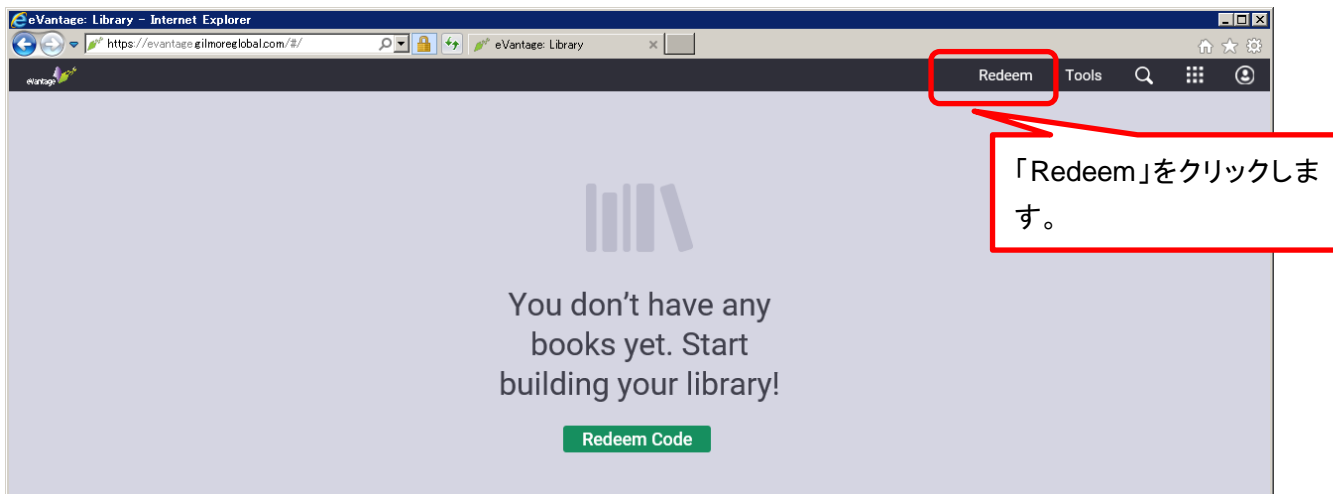 eVantage: Library - Internet Explorer
https://evantage.gilmoreglobal.com/#/
eVantage: Library
evantage
Redeem
Tools
「Redeem」をクリックしま
す。
You don't have any
books yet. Start
building your library!
Redeem Code